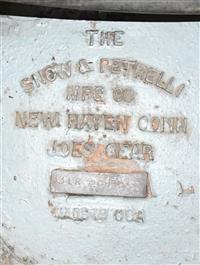 THE
SNOW & PETRELLI
MFG CO
NEW HAVEN CONN
JOES GEAR
MADE IN USA